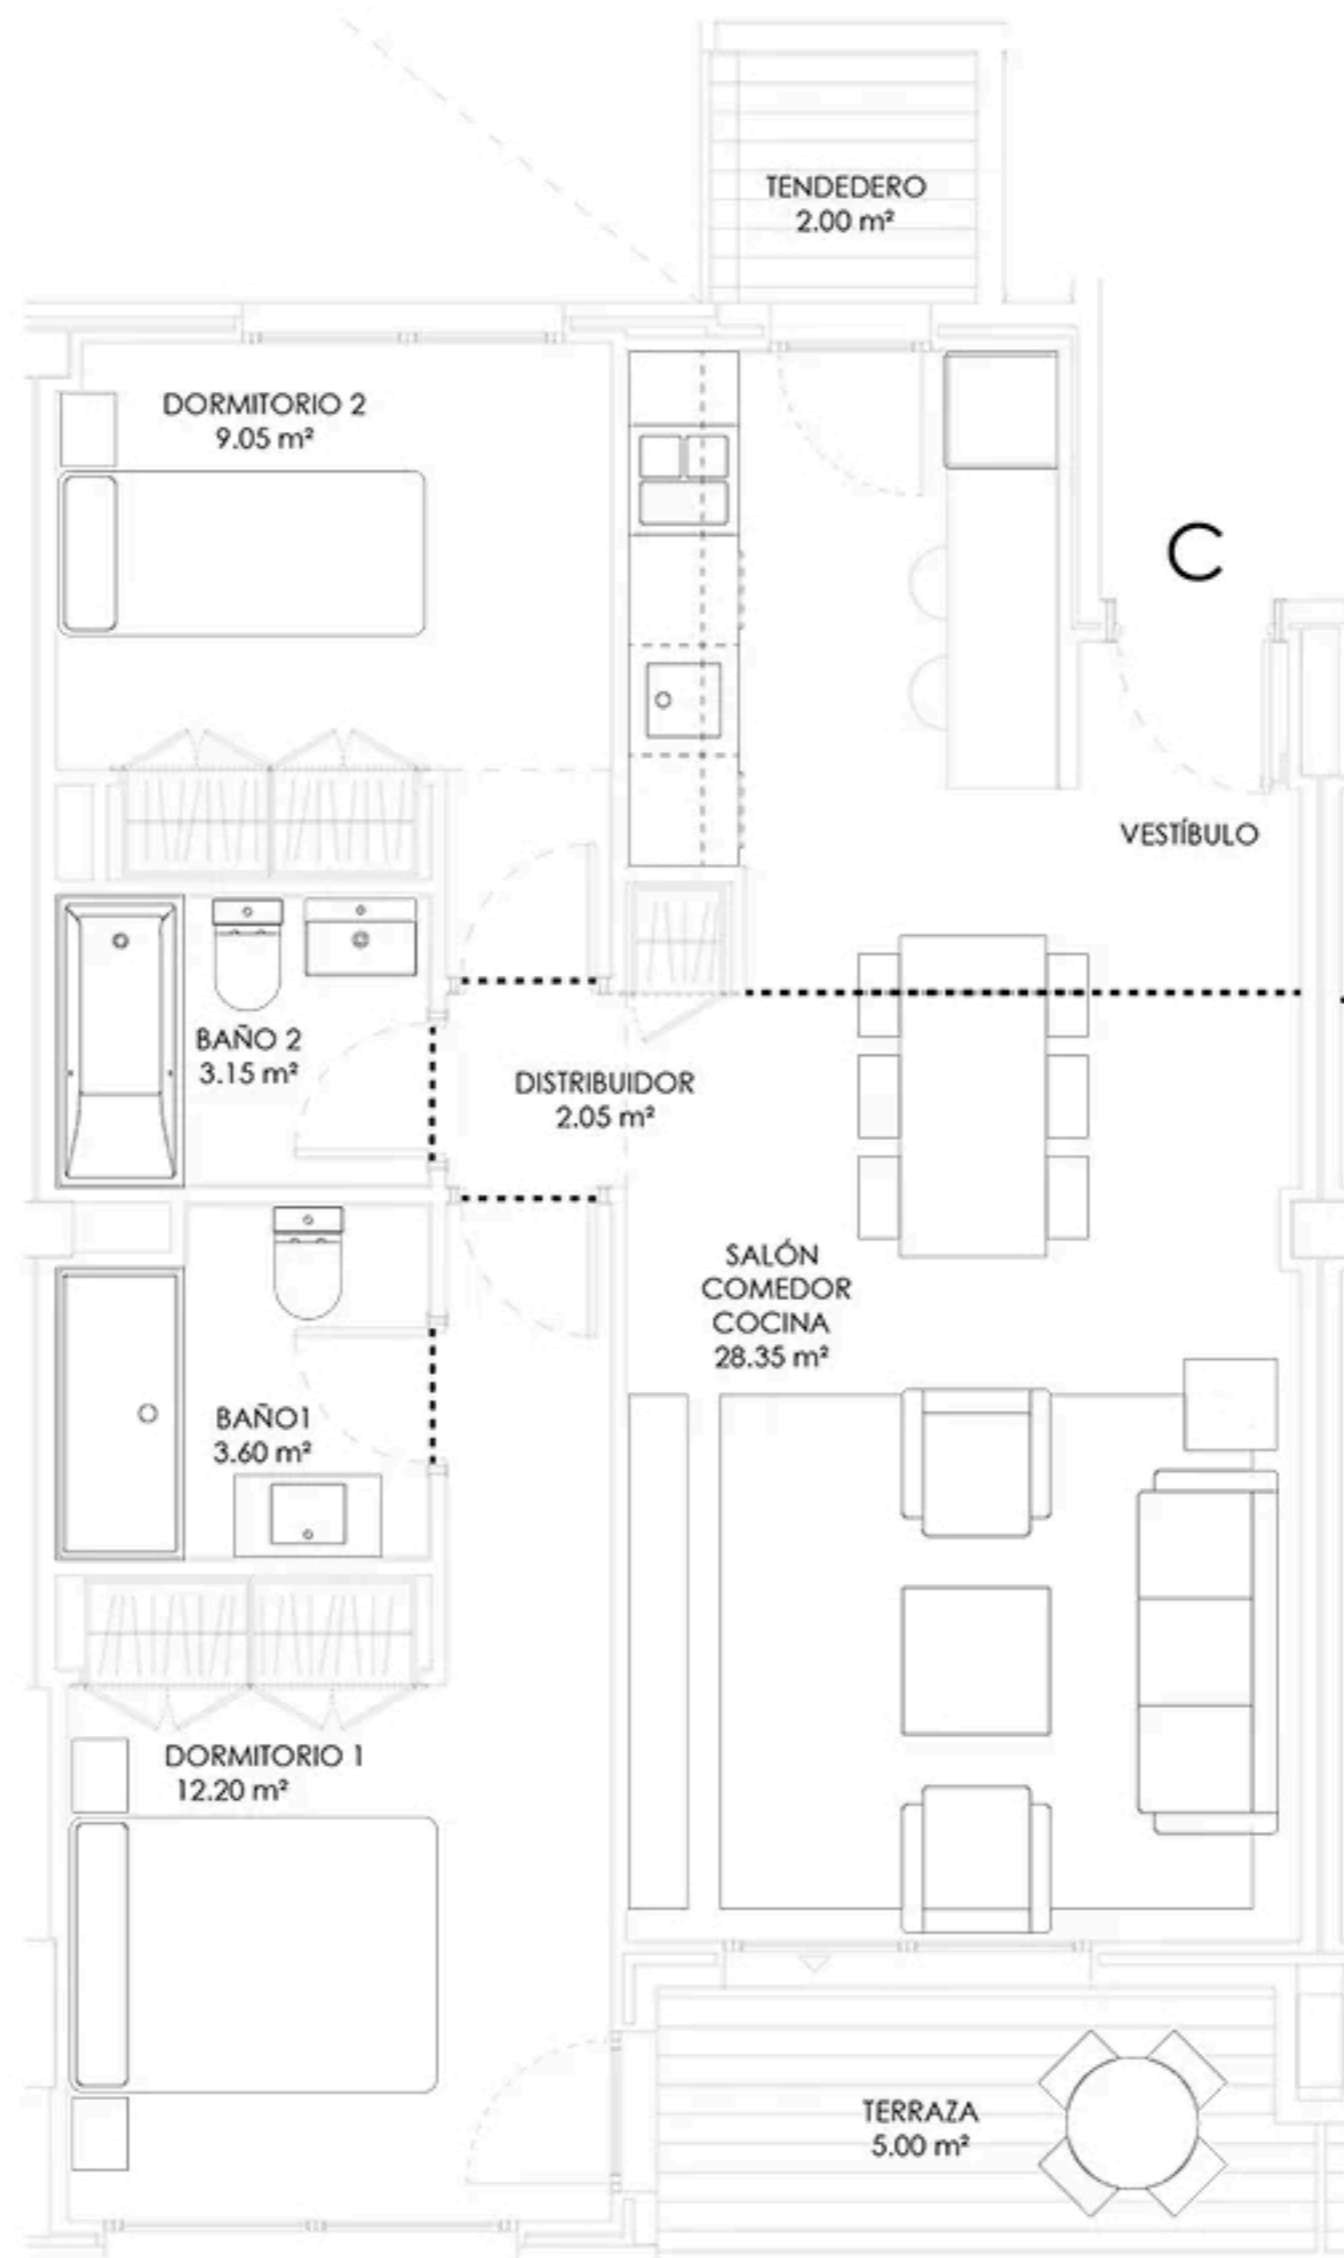 TENDEDERO
2.00 m²
DORMITORIO 2
9.05 m²
C
VESTÍBULO
BAÑO 2
3.15 m²
DISTRIBUIDOR
2.05 m²
SALÓN
COMEDOR
COCINA
28.35 m²
BAÑO1
3.60 m²
DORMITORIO 1
12.20 m²
TERRAZA
5.00 m²